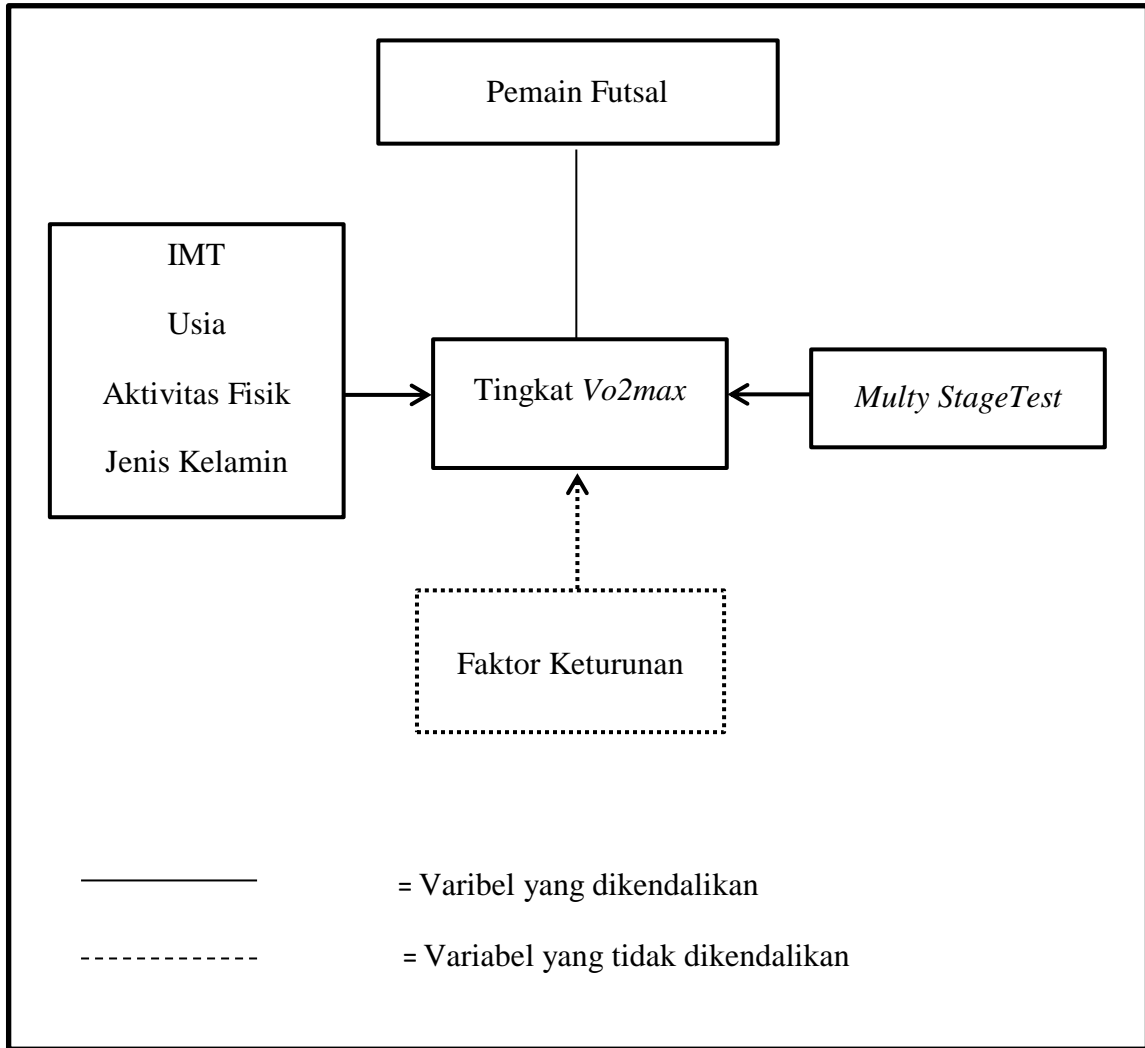 Pemain Futsal
IMT
Usia
Aktivitas Fisik
Jenis Kelamin
Tingkat Vo2max
Multy StageTest
Faktor Keturunan
= Varibel yang dikendalikan
= Variabel yang tidak dikendalikan